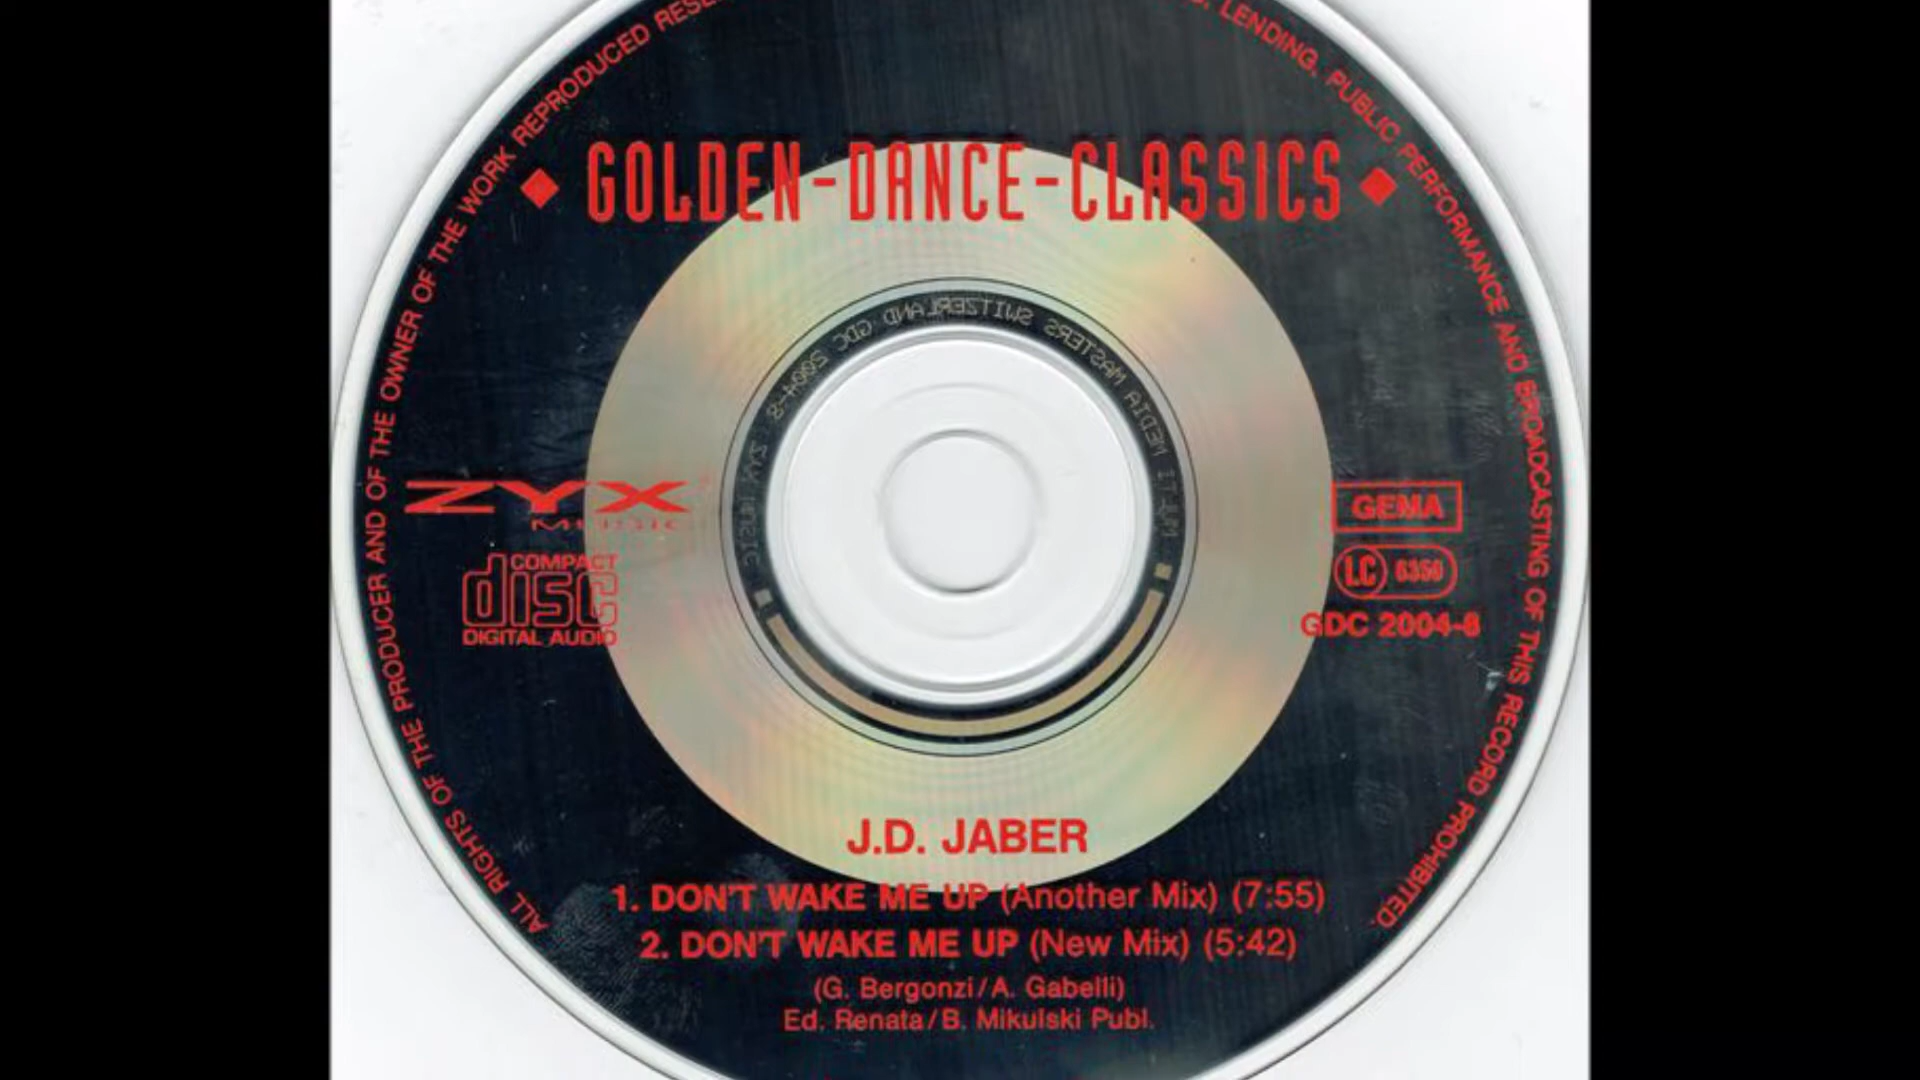 ALL RIGHTS OF THE PRODUCER AND OF THE OWNER OF THE WORK REPRODUCED
LENDING, PUBLIC PERFORMANCE AND BROADCASTING OF THIS RECORD PROHIBITED.
GOLDEN-DANCE-CLASSICS
MEDIA MASTERS SWITZERLAND GDC 2004-8 ZYX MUSIC
ZYX
MUSIC
GEMA
COMPACT
disc
DIGITAL AUDIO
LC 6350
GDC 2004-8
J.D. JABER
1. DON'T WAKE ME UP (Another Mix) (7:55)
2. DON'T WAKE ME UP (New Mix) (5:42)
(G. Bergonzi/A. Gabelli)
Ed. Renata/B. Mikulski Publ.